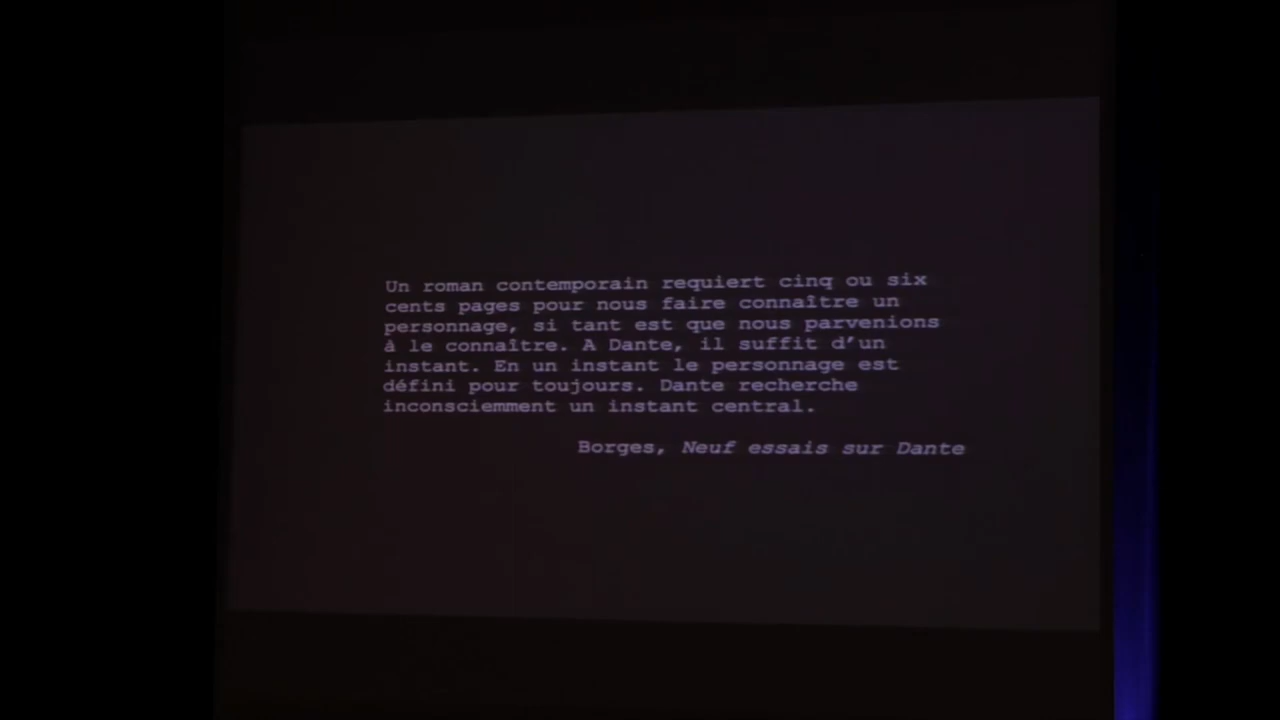 Un roman contemporain requiert cinq ou six
cents pages pour nous faire connaître un
personnage, si tant est que nous parvenions
à le connaître. A Dante, il suffit d’un
instant. En un instant le personnage est
défini pour toujours. Dante recherche
inconsciemment un instant central.
Borges, Neuf essais sur Dante